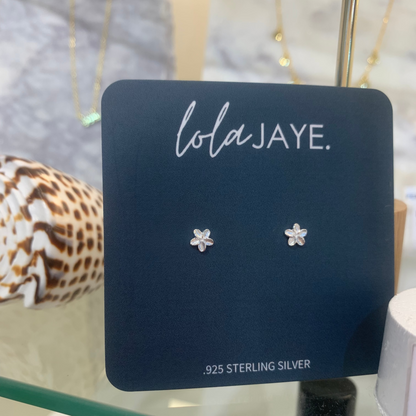 lola JAYE.
.925 STERLING SILVER